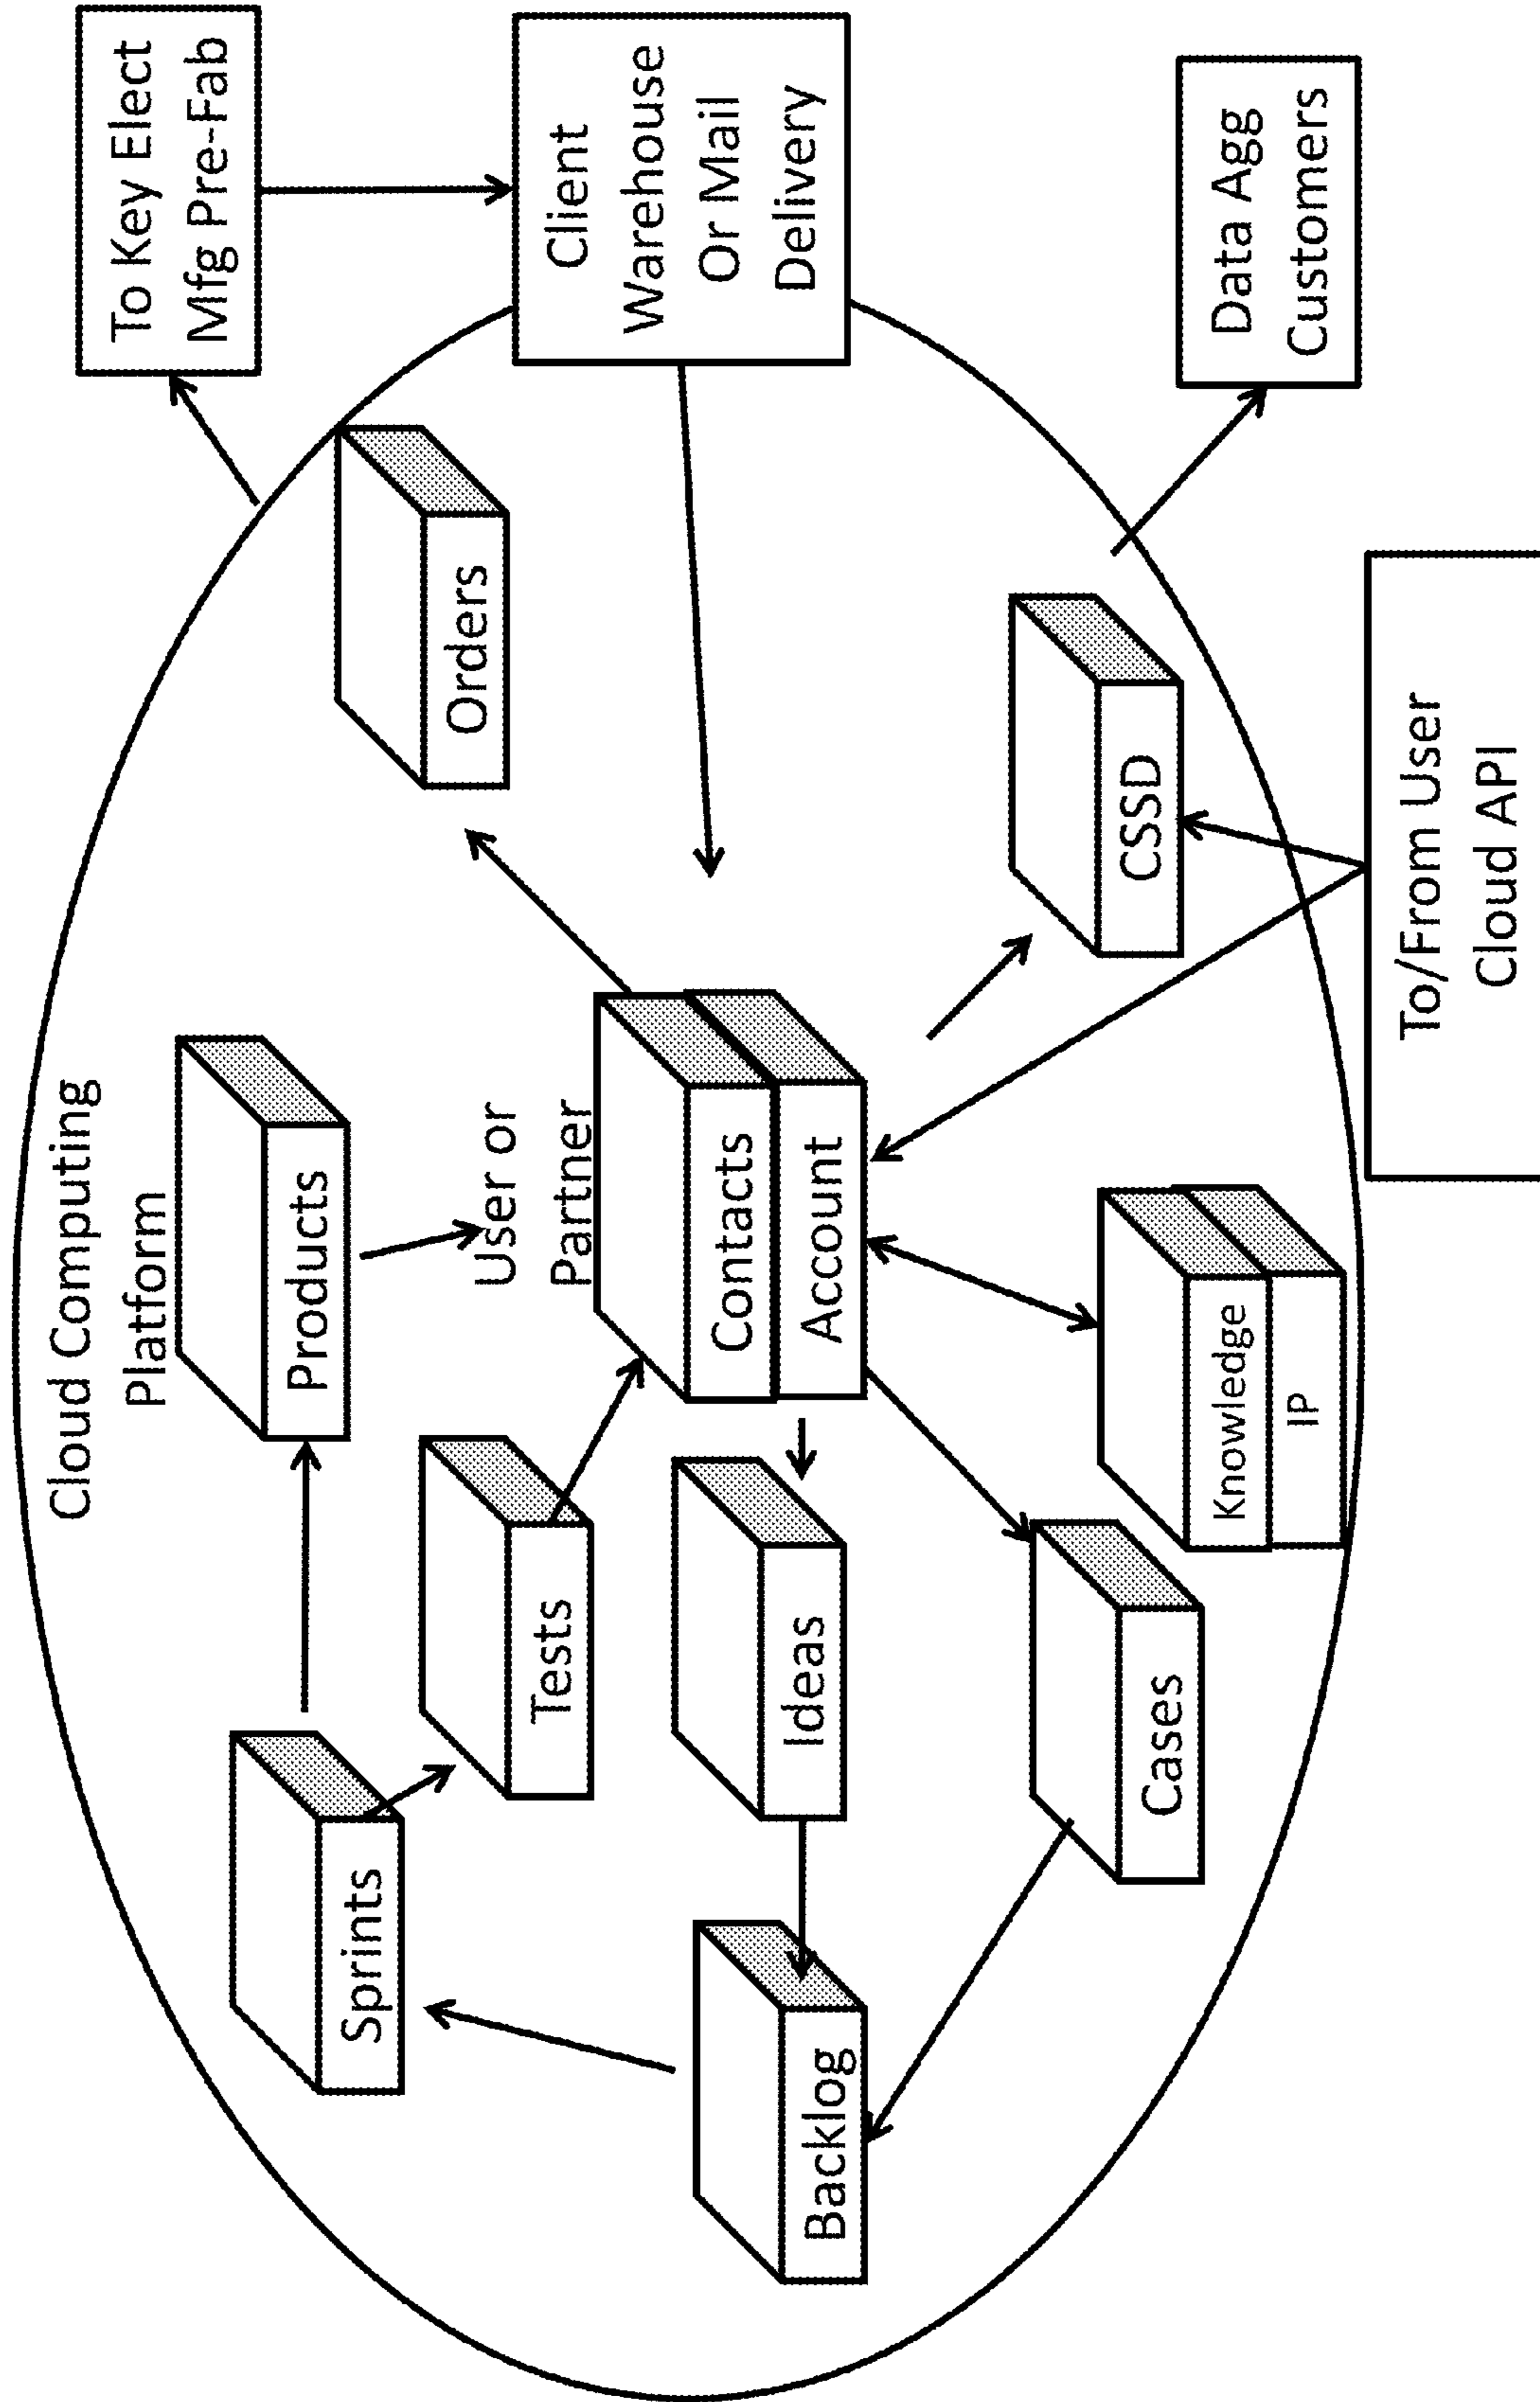 Cloud Computing
Platform
To Key Elect
Mfg Pre-Fab
Sprints
Products
Orders
Tests
User or
Partner
Client
Warehouse
Or Mail
Delivery
Contacts
Account
Ideas
Backlog
Cases
Knowledge
IP
CSSD
Data Agg
Customers
To/From User
Cloud API